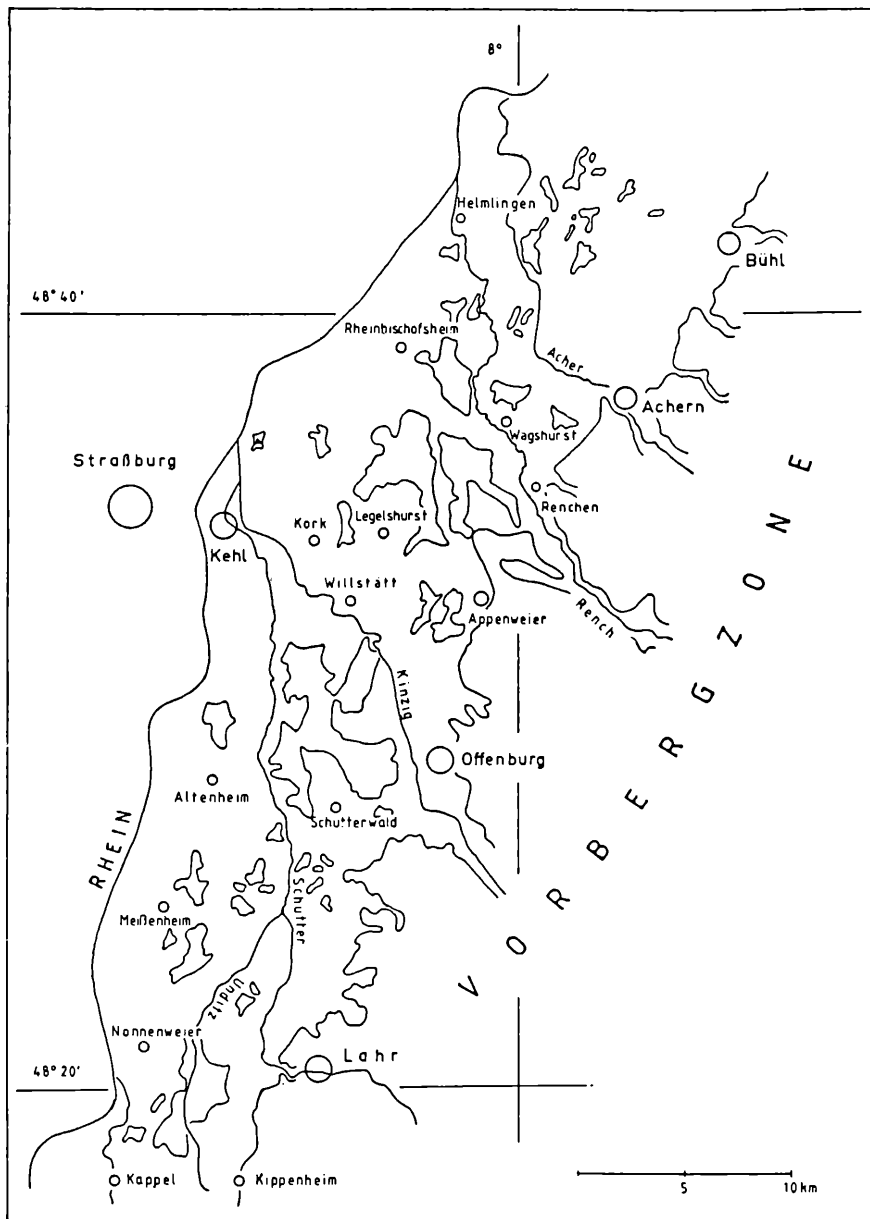 8°
Helmlingen
Bühl
48°40'
Rheinbischofsheim
Acher
Achern
Wagshurst
Straßburg
Renchen
Legelshurst
Kork
Kehl
Willstätt
Appenweier
Rench
Kinzig
Offenburg
Altenheim
Schutterwald
RHEIN
VORBERGZONE
Schutter
Meißenheim
Unditz
Nonnenweier
Lahr
48°20'
Kappel
Kippenheim
5
10 km